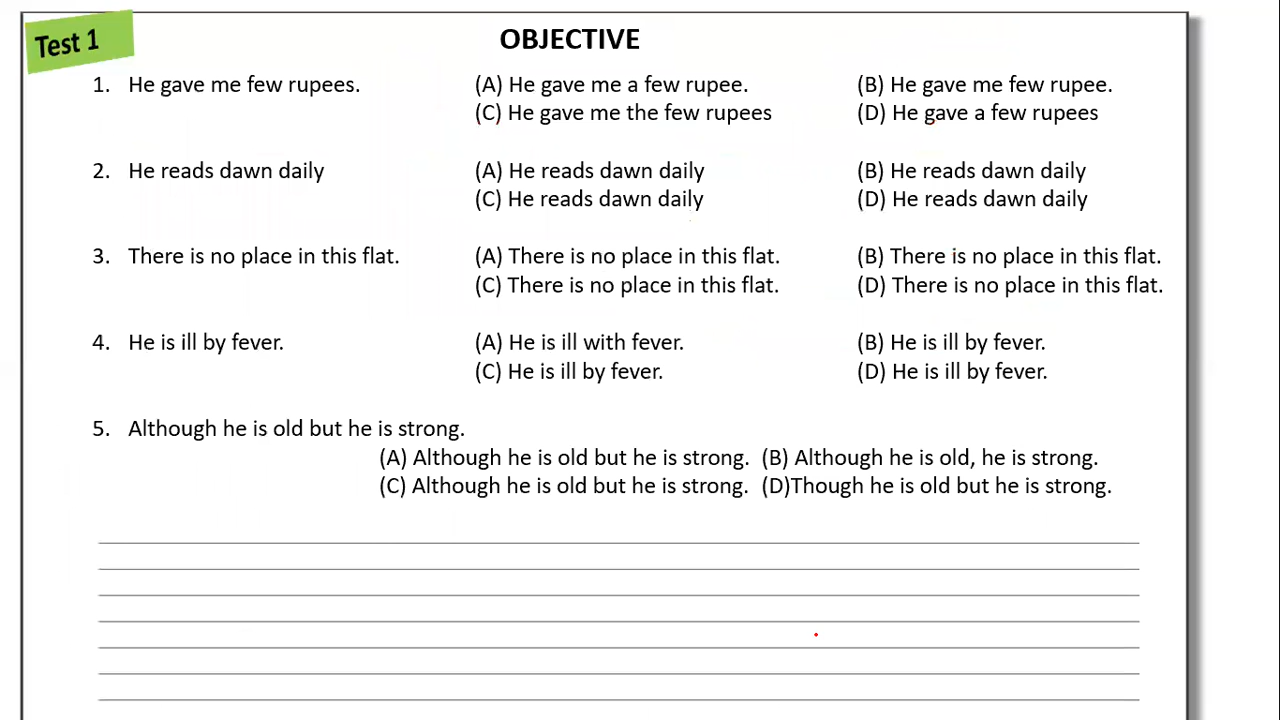 Test 1
OBJECTIVE
1. He gave me few rupees. (A) He gave me a few rupee. (B) He gave me few rupee.
(C) He gave me the few rupees (D) He gave a few rupees
2. He reads dawn daily (A) He reads dawn daily (B) He reads dawn daily
(C) He reads dawn daily (D) He reads dawn daily
3. There is no place in this flat. (A) There is no place in this flat. (B) There is no place in this flat.
(C) There is no place in this flat. (D) There is no place in this flat.
4. He is ill by fever. (A) He is ill with fever. (B) He is ill by fever.
(C) He is ill by fever. (D) He is ill by fever.
5. Although he is old but he is strong.
(A) Although he is old but he is strong. (B) Although he is old, he is strong.
(C) Although he is old but he is strong. (D)Though he is old but he is strong.